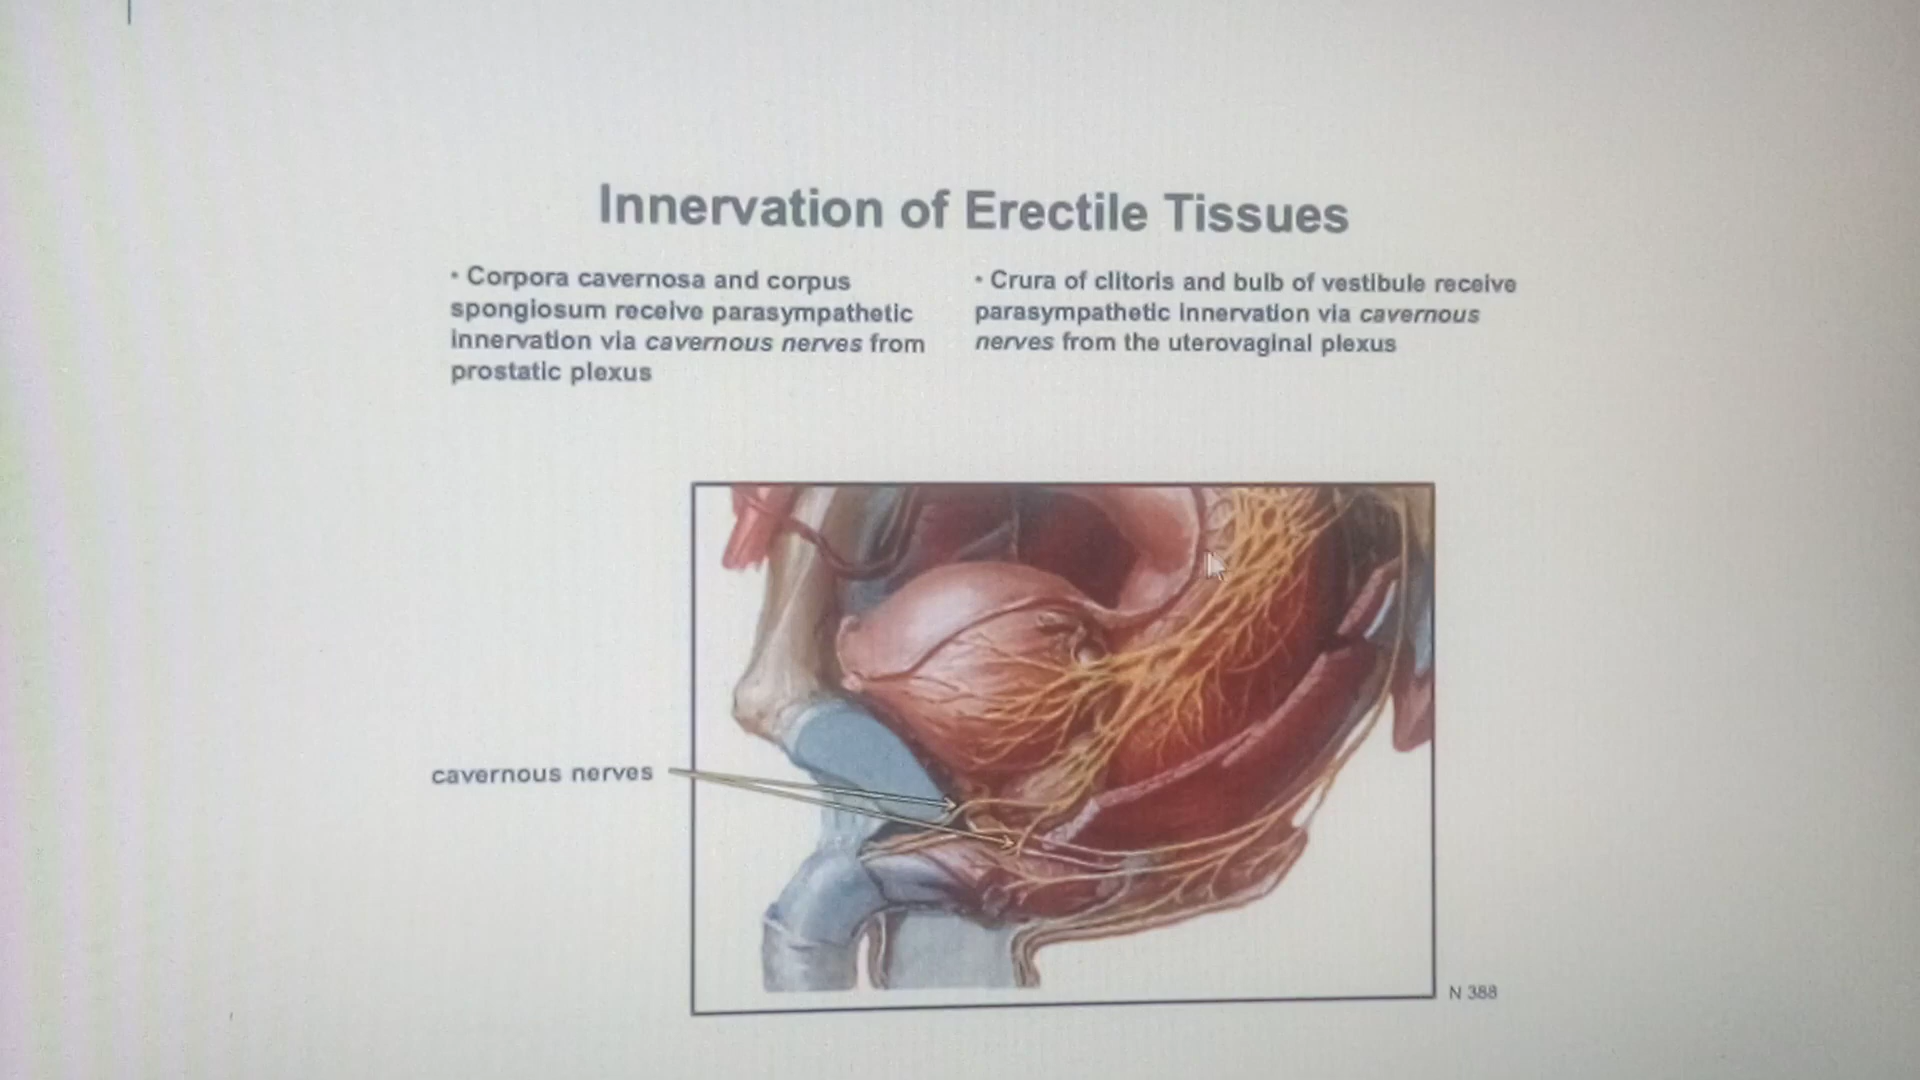 Innervation of Erectile Tissues
• Corpora cavernosa and corpus
spongiosum receive parasympathetic
innervation via cavernous nerves from
prostatic plexus
• Crura of clitoris and bulb of vestibule receive
parasympathetic innervation via cavernous
nerves from the uterovaginal plexus
cavernous nerves
N 388